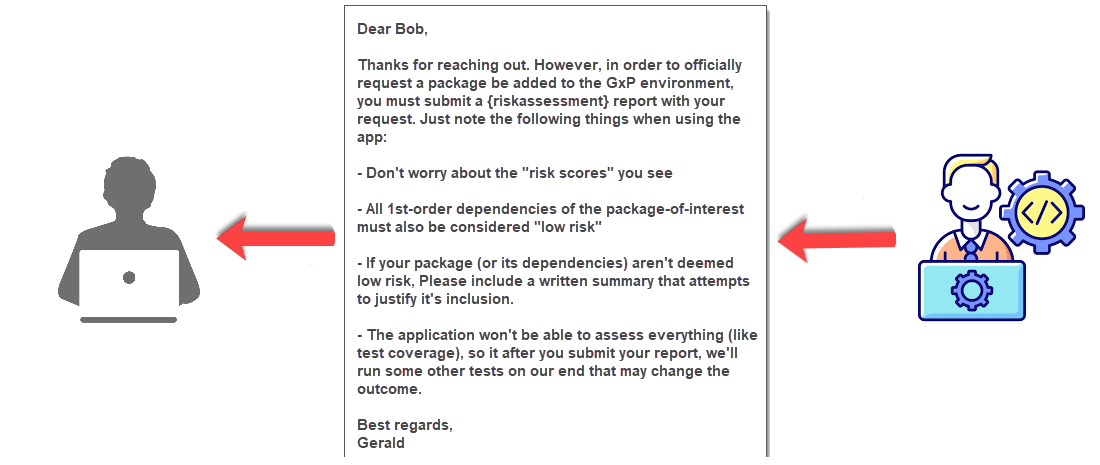 Dear Bob,
Thanks for reaching out. However, in order to officially
request a package be added to the GxP environment,
you must submit a {riskassessment} report with your
request. Just note the following things when using the
app:
- Don't worry about the "risk scores" you see
- All 1st-order dependencies of the package-of-interest
must also be considered "low risk"
- If your package (or its dependencies) aren't deemed
low risk, Please include a written summary that attempts
to justify it's inclusion.
- The application won't be able to assess everything (like
test coverage), so it after you submit your report, we'll
run some other tests on our end that may change the
outcome.
Best regards,
Gerald